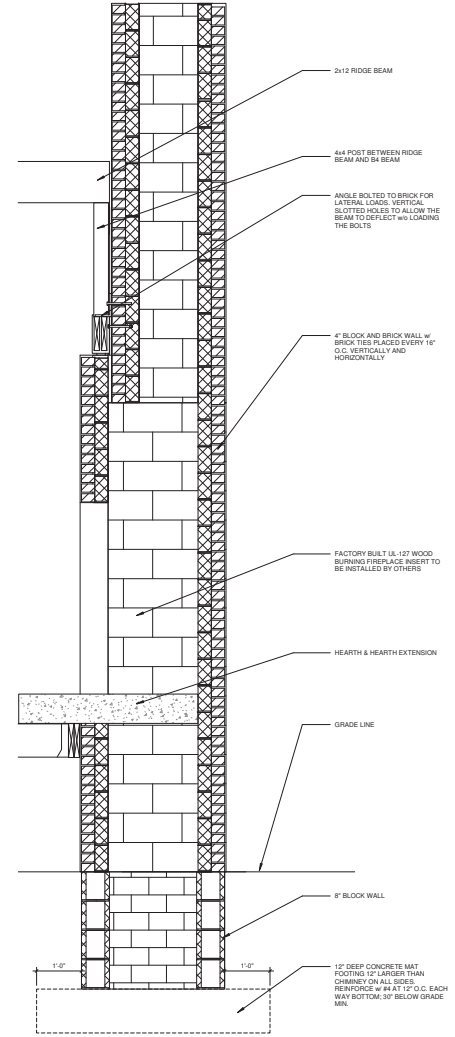 2x12 RIDGE BEAM
4x4 POST BETWEEN RIDGE
BEAM AND B4 BEAM
ANGLE BOLTED TO BRICK FOR
LATERAL LOADS. VERTICAL
SLOTTED HOLES TO ALLOW THE
BEAM TO DEFLECT w/o LOADING
THE BOLTS
4" BLOCK AND BRICK WALL w/
BRICK TIES PLACED EVERY 16"
O.C. VERTICALLY AND
HORIZONTALLY
FACTORY BUILT UL-127 WOOD
BURNING FIREPLACE INSERT TO
BE INSTALLED BY OTHERS
HEARTH & HEARTH EXTENSION
GRADE LINE
8" BLOCK WALL
1'-0"
1'-0"
12" DEEP CONCRETE MAT
FOOTING 12" LARGER THAN
CHIMINEY ON ALL SIDES.
REINFORCE w/ #4 AT 12" O.C. EACH
WAY BOTTOM; 30" BELOW GRADE
MIN.